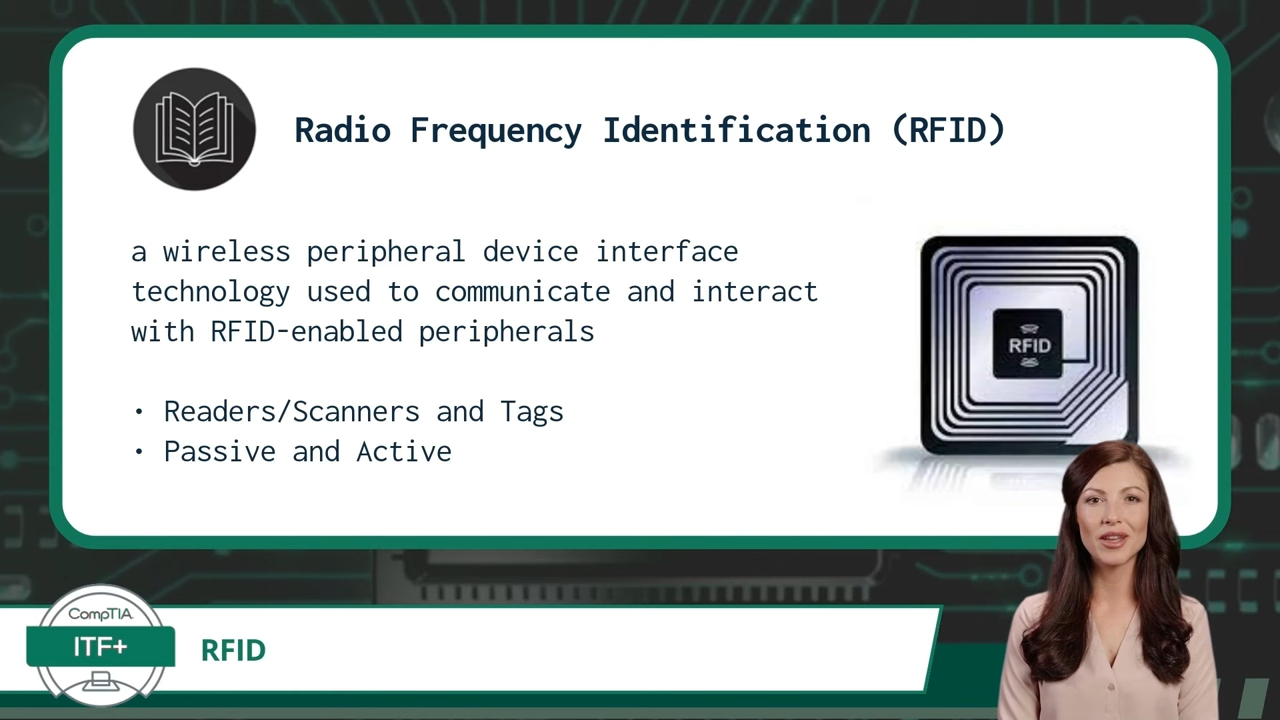 Radio Frequency Identification (RFID)
a wireless peripheral device interface
technology used to communicate and interact
with RFID-enabled peripherals
• Readers/Scanners and Tags
• Passive and Active
RFID
CompTIA.
ITF+
RFID